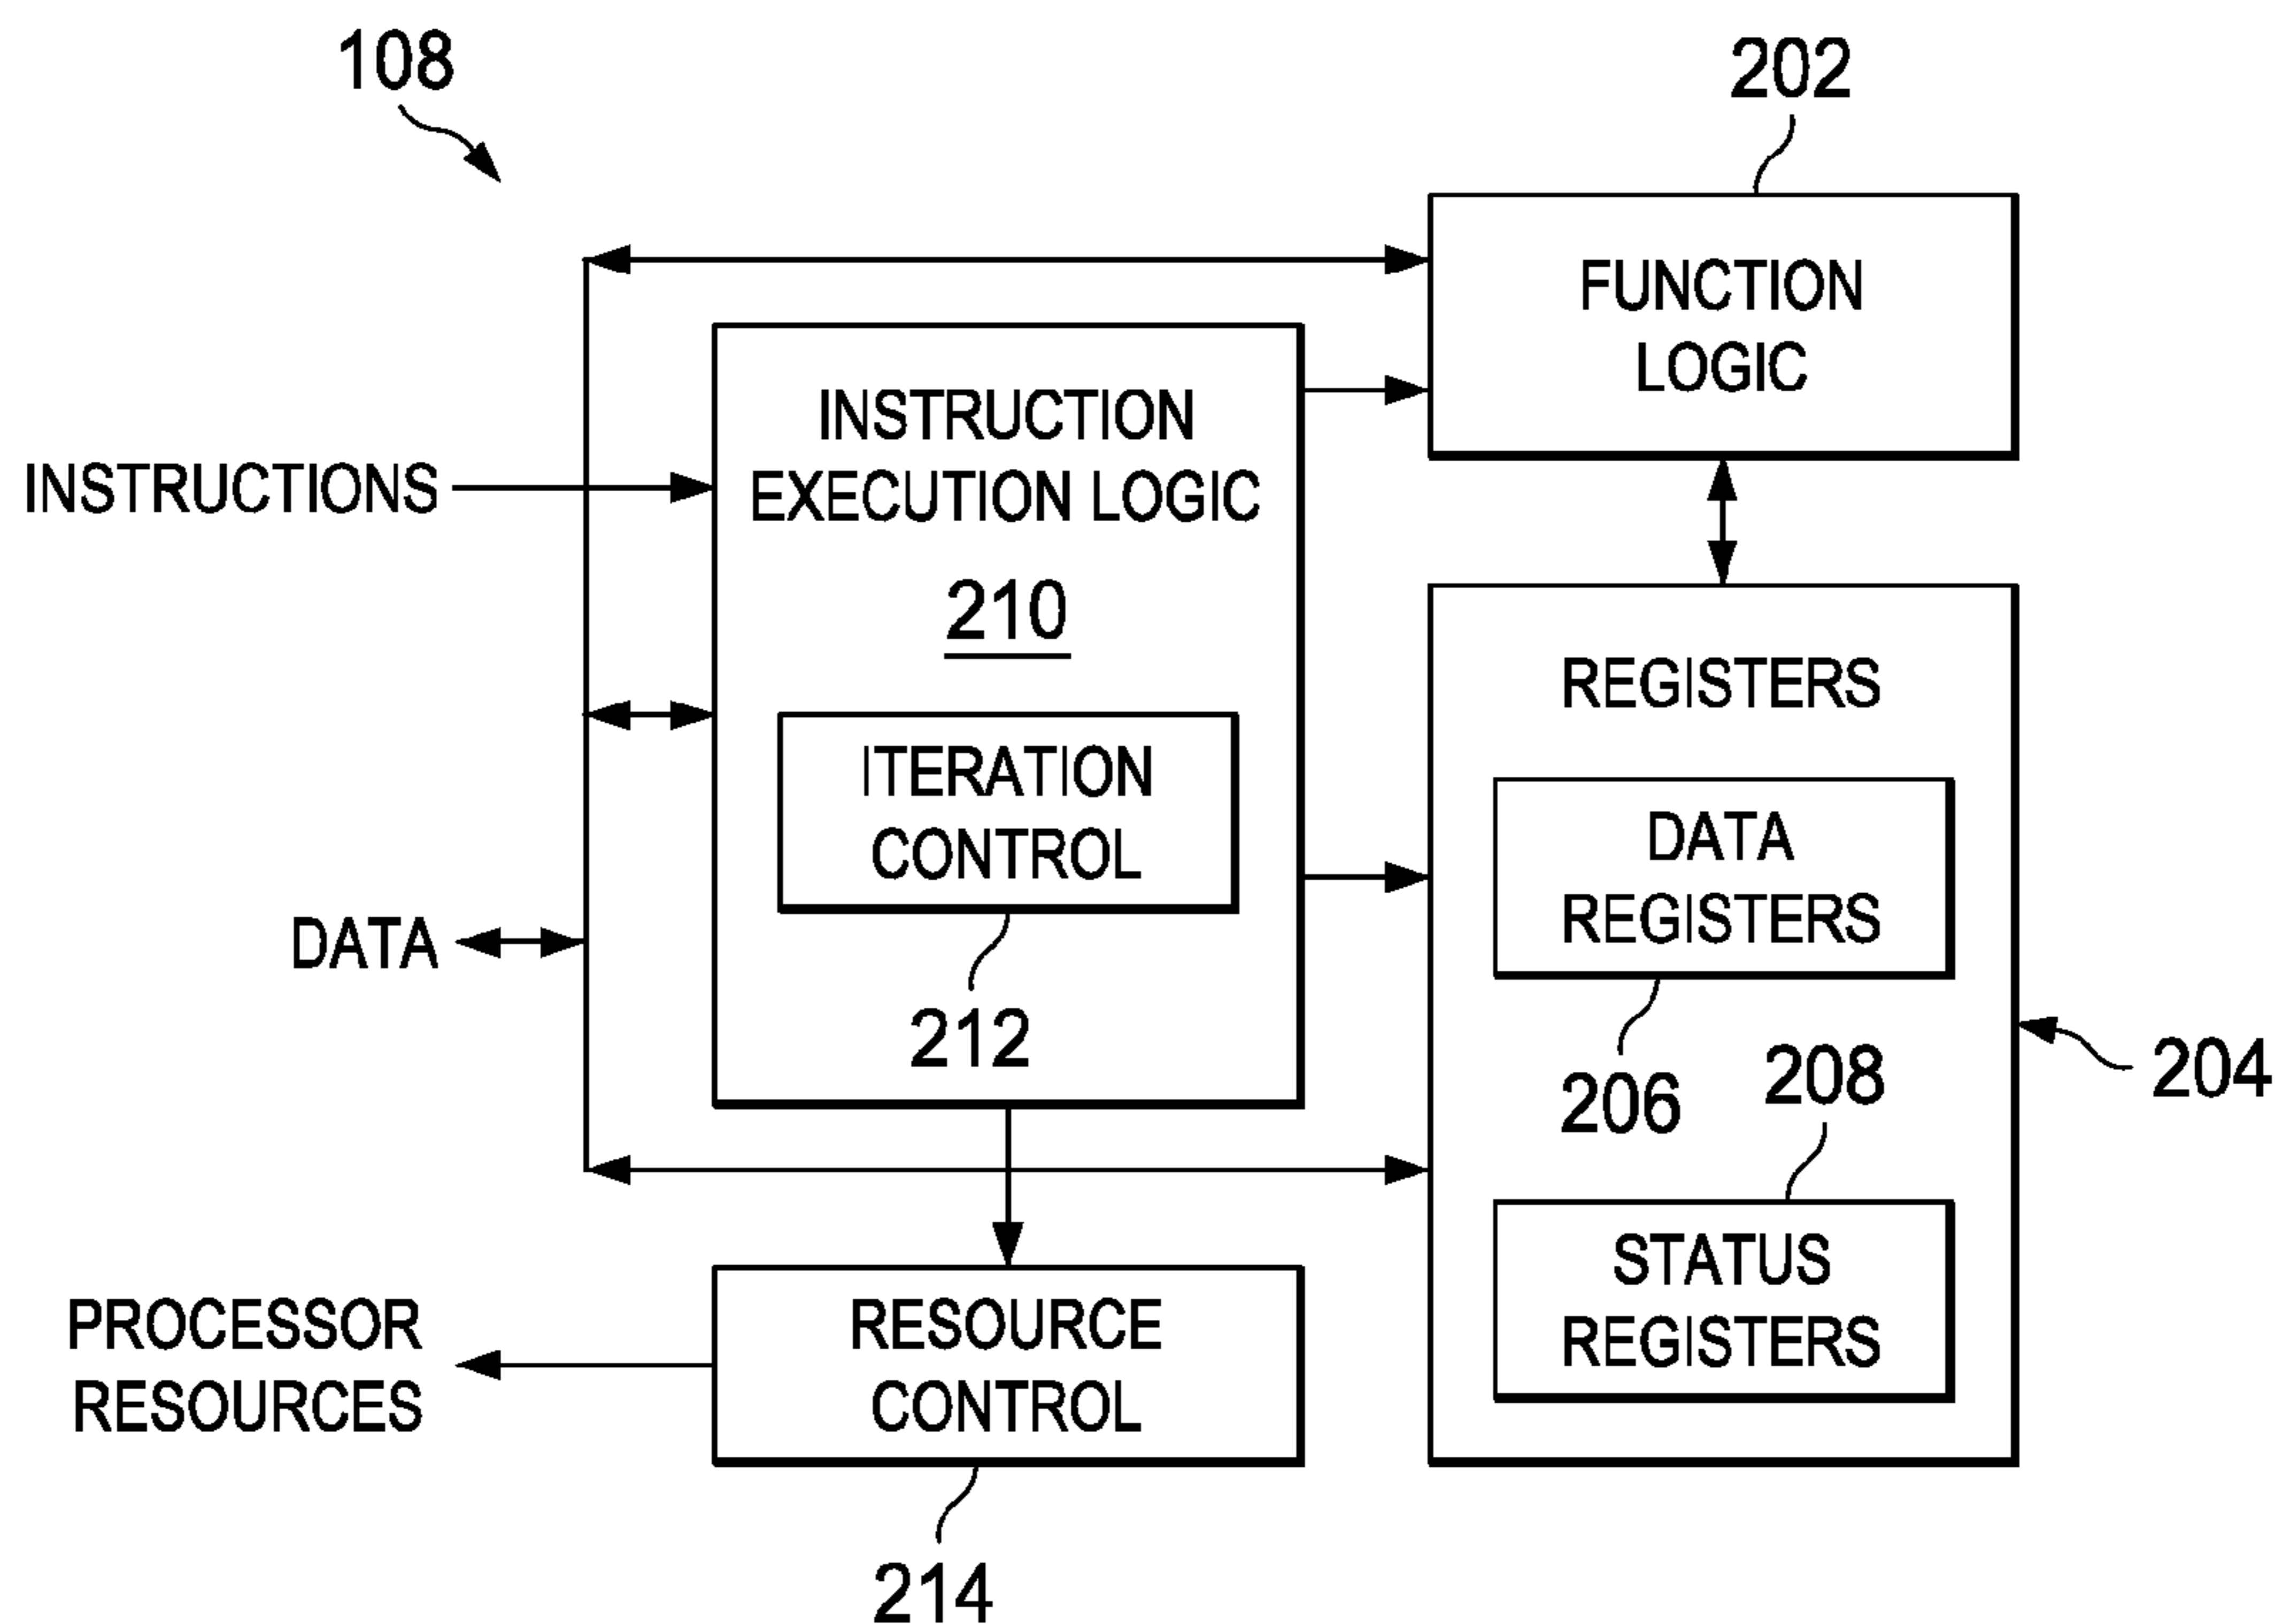 108
202
FUNCTION
LOGIC
INSTRUCTIONS
INSTRUCTION
EXECUTION LOGIC
210
ITERATION
CONTROL
212
REGISTERS
DATA
REGISTERS
206
208
STATUS
REGISTERS
204
DATA
PROCESSOR
RESOURCES
RESOURCE
CONTROL
214